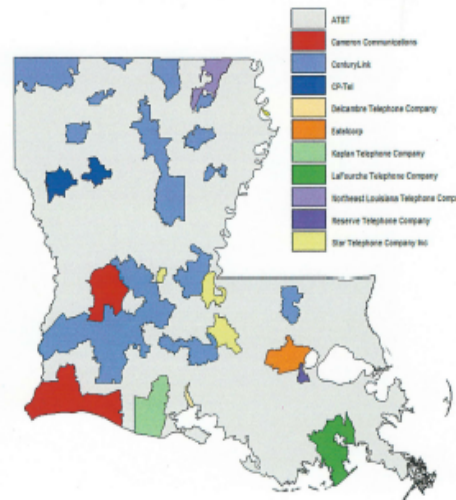 AT&T
Cameron Communications
CenturyLink
CP-Tel
Delcambre Telephone Company
Eatelcorp
Kaplan Telephone Company
LaFourche Telephone Company
Northeast Louisiana Telephone Comp
Reserve Telephone Company
Star Telephone Company Inc